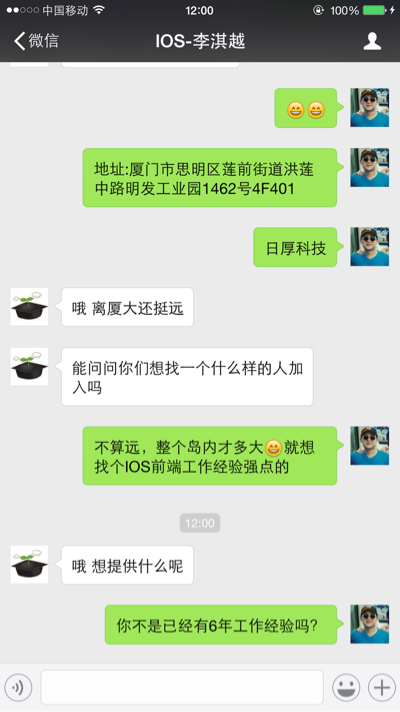 中国移动 12:00 100%
微信 IOS-李淇越
😄😄
地址:厦门市思明区莲前街道洪莲
中路明发工业园1462号4F401
日厚科技
哦 离厦大还挺远
能问问你们想找一个什么样的人加
入吗
不算远，整个岛内才多大😄就想
找个IOS前端工作经验强点的
12:00
哦 想提供什么呢
你不是已经有6年工作经验吗?